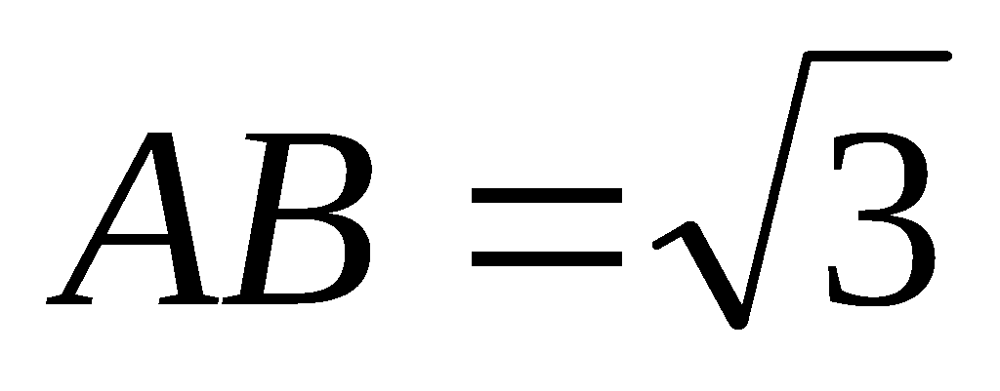 AB = √3